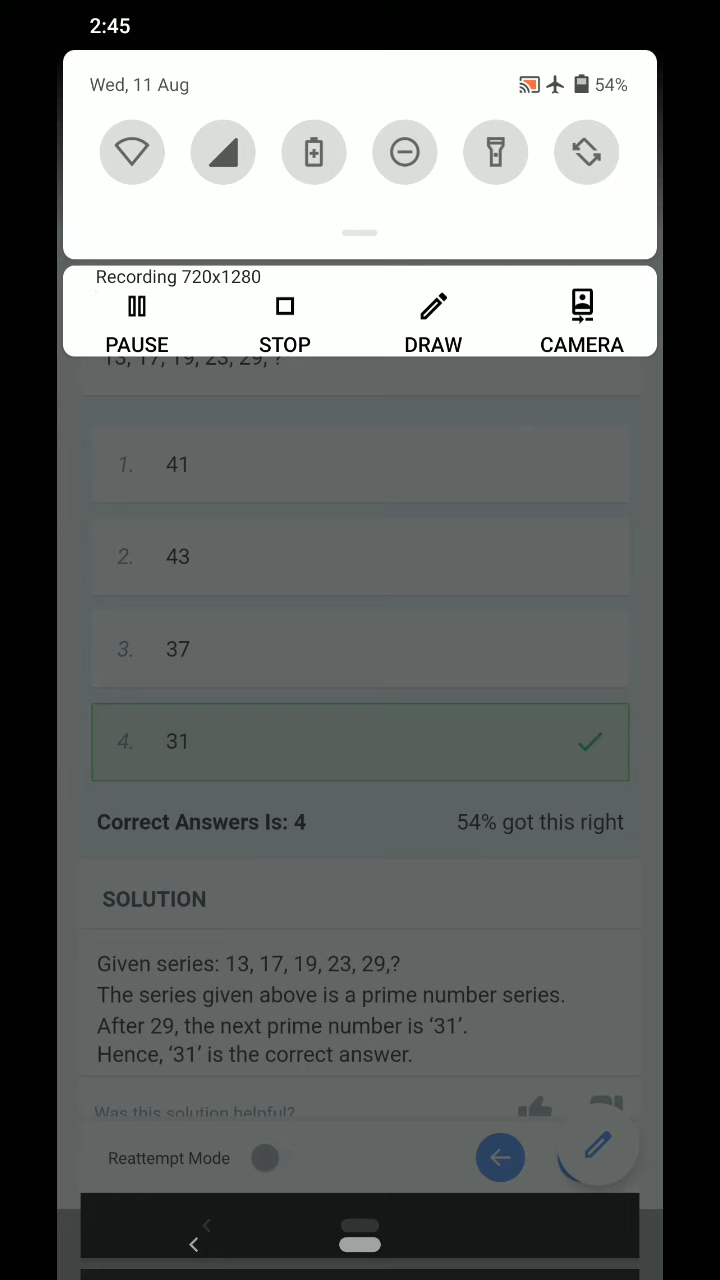 2:45
Wed, 11 Aug
54%
Recording 720x1280
PAUSE STOP DRAW CAMERA
13, 17, 19, 23, 29, ?
1. 41
2. 43
3. 37
4. 31
Correct Answers Is: 4 54% got this right
SOLUTION
Given series: 13, 17, 19, 23, 29,?
The series given above is a prime number series.
After 29, the next prime number is ‘31’.
Hence, ‘31’ is the correct answer.
Was this solution helpful?
Reattempt Mode